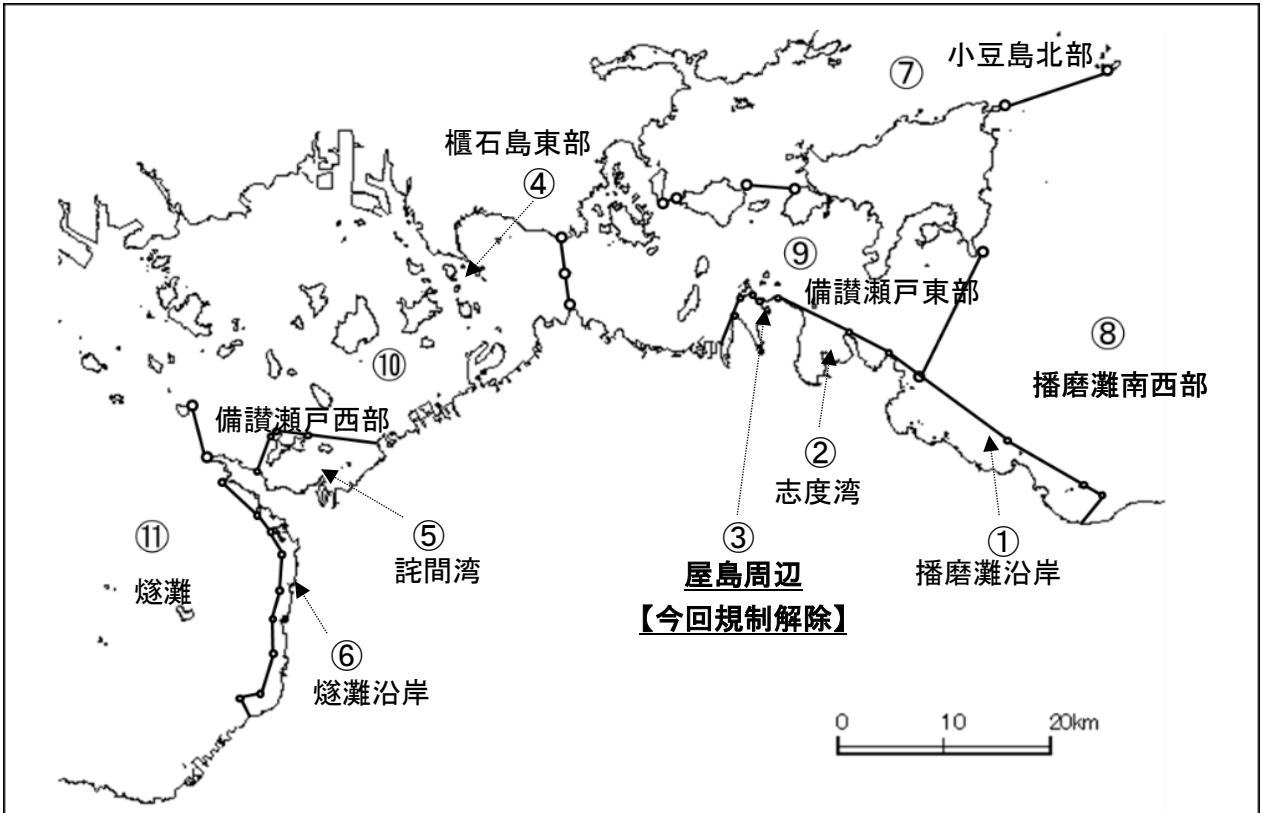 ⑦
小豆島北部
櫃石島東部
④
⑨
備讃瀬戸東部
⑧
播磨灘南西部
⑩
備讃瀬戸西部
②
志度湾
⑪
燧灘
⑤
詫間湾
③
屋島周辺
【今回規制解除】
①
播磨灘沿岸
⑥
燧灘沿岸
0 10 20km